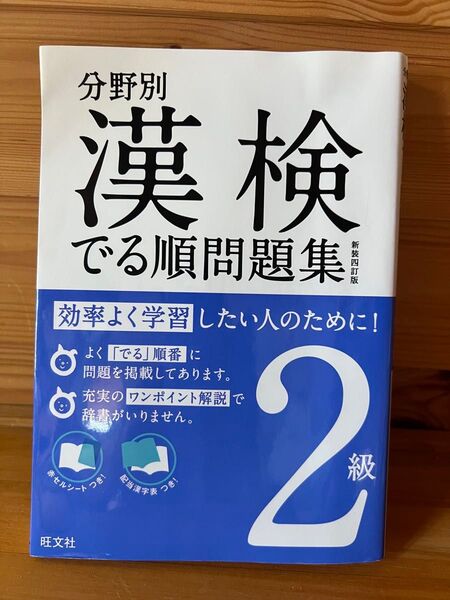 分野別
漢検
でる順問題集
新装四訂版
効率よく学習したい人のために!
よく「でる」順番に
問題を掲載してあります。
充実のワンポイント解説で
辞書がいりません。
赤セルシートつき!
配当漢字表つき!
2級
旺文社